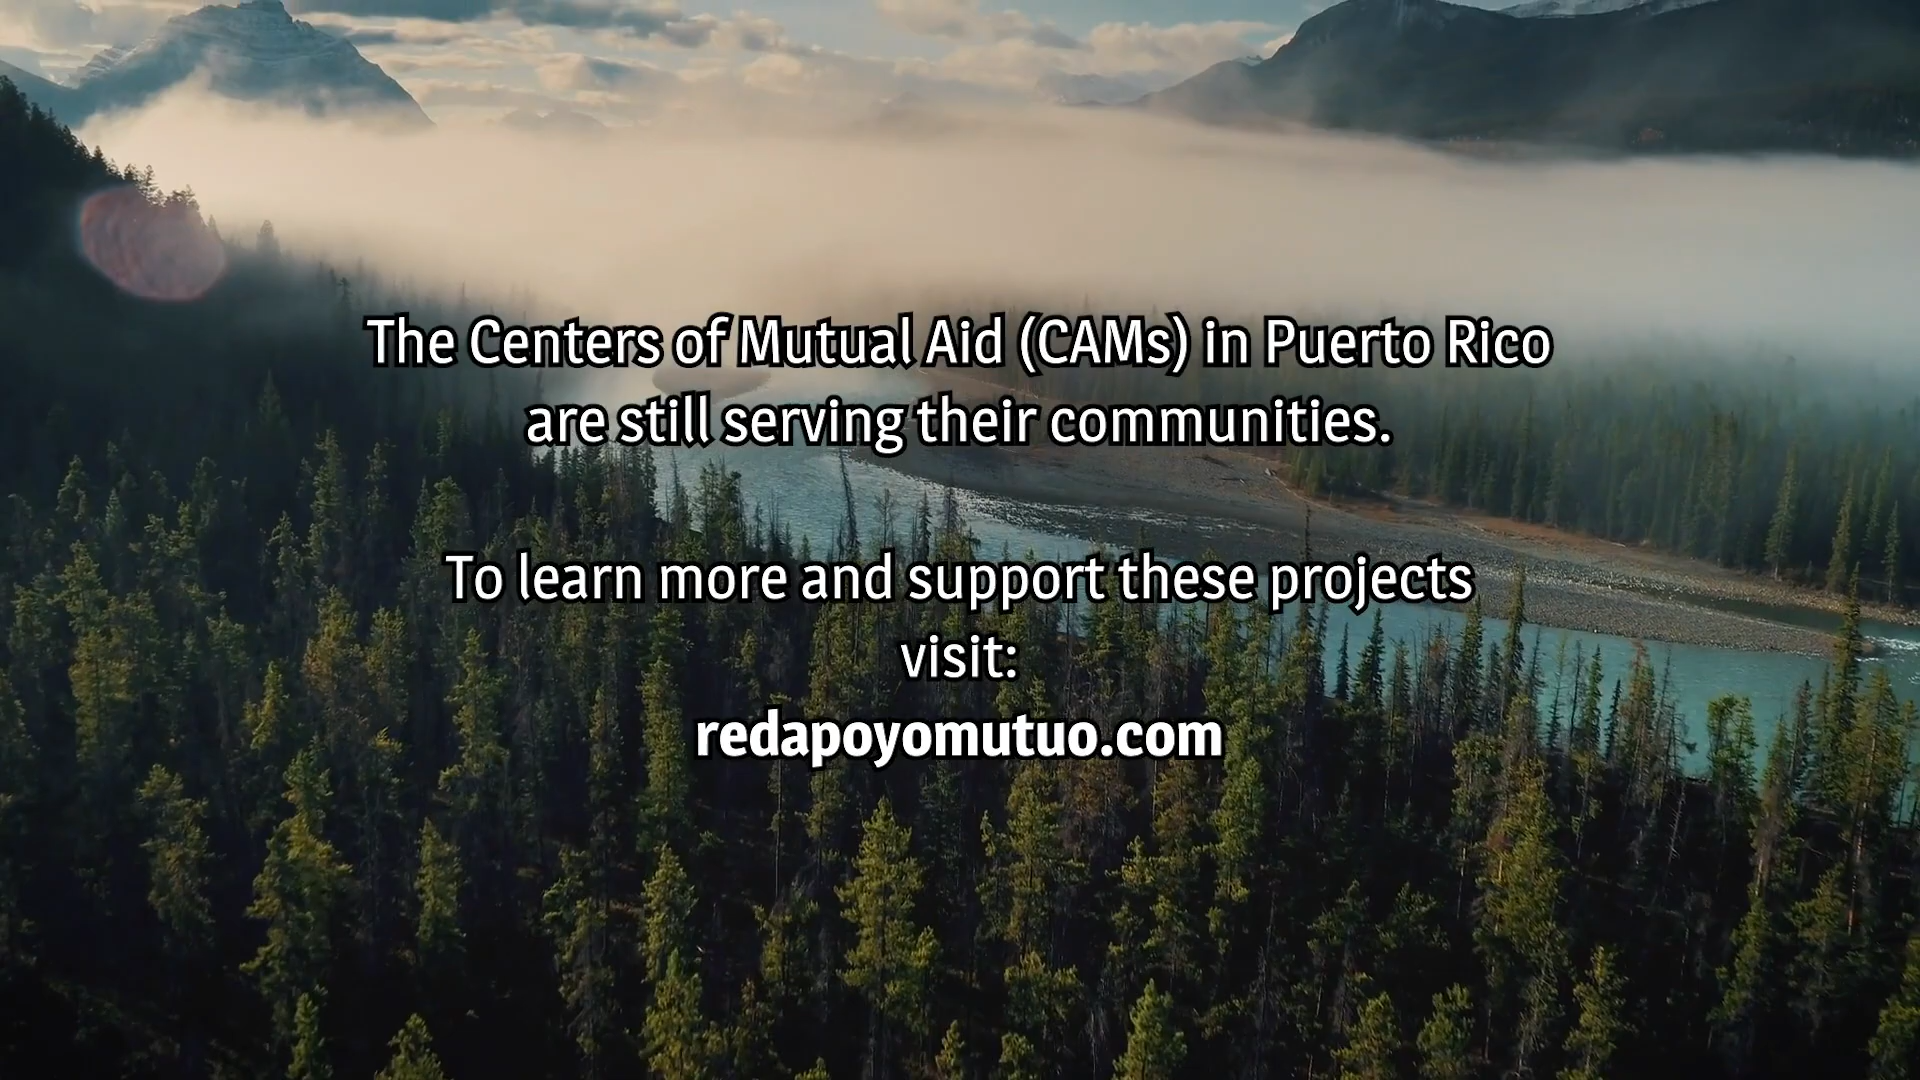 The Centers of Mutual Aid (CAMs) in Puerto Rico
are still serving their communities.
To learn more and support these projects
visit:
redapoyomutuo.com